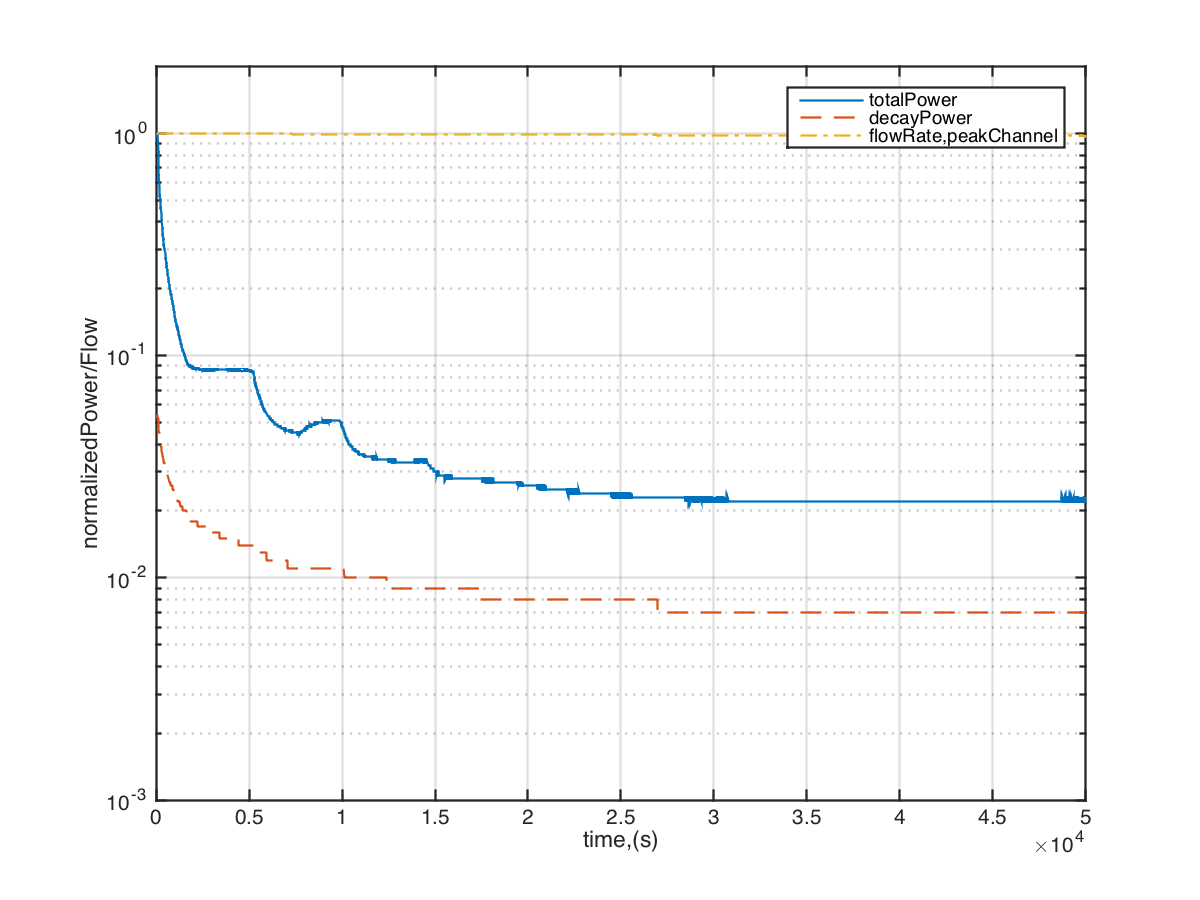 totalPower
decayPower
flowRate,peakChannel
10^0
10^-1
10^-2
10^-3
normalizedPower/Flow
0 0.5 1 1.5 2 2.5 3 3.5 4 4.5 5
time,(s)
×10^4